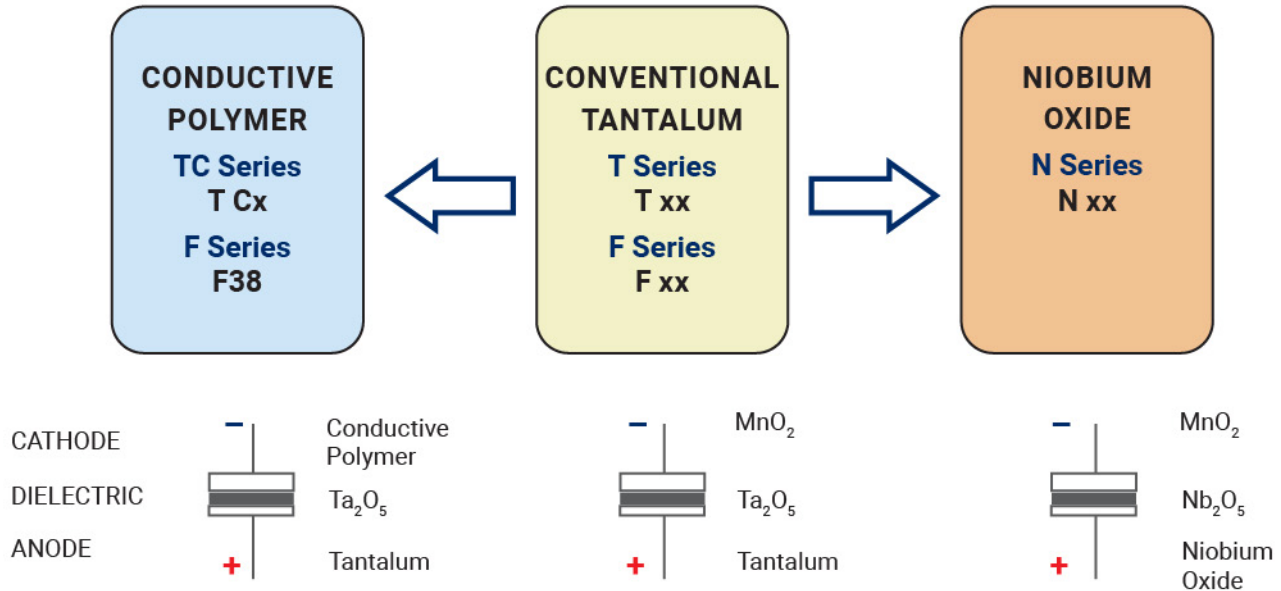 CONDUCTIVE
POLYMER
TC Series
T Cx
F Series
F38
CONVENTIONAL
TANTALUM
T Series
T xx
F Series
F xx
NIOBIUM
OXIDE
N Series
N xx
CATHODE
DIELECTRIC
ANODE
−
Conductive
Polymer
Ta₂O₅
+
Tantalum
−
MnO₂
Ta₂O₅
+
Tantalum
−
MnO₂
Nb₂O₅
+
Niobium
Oxide